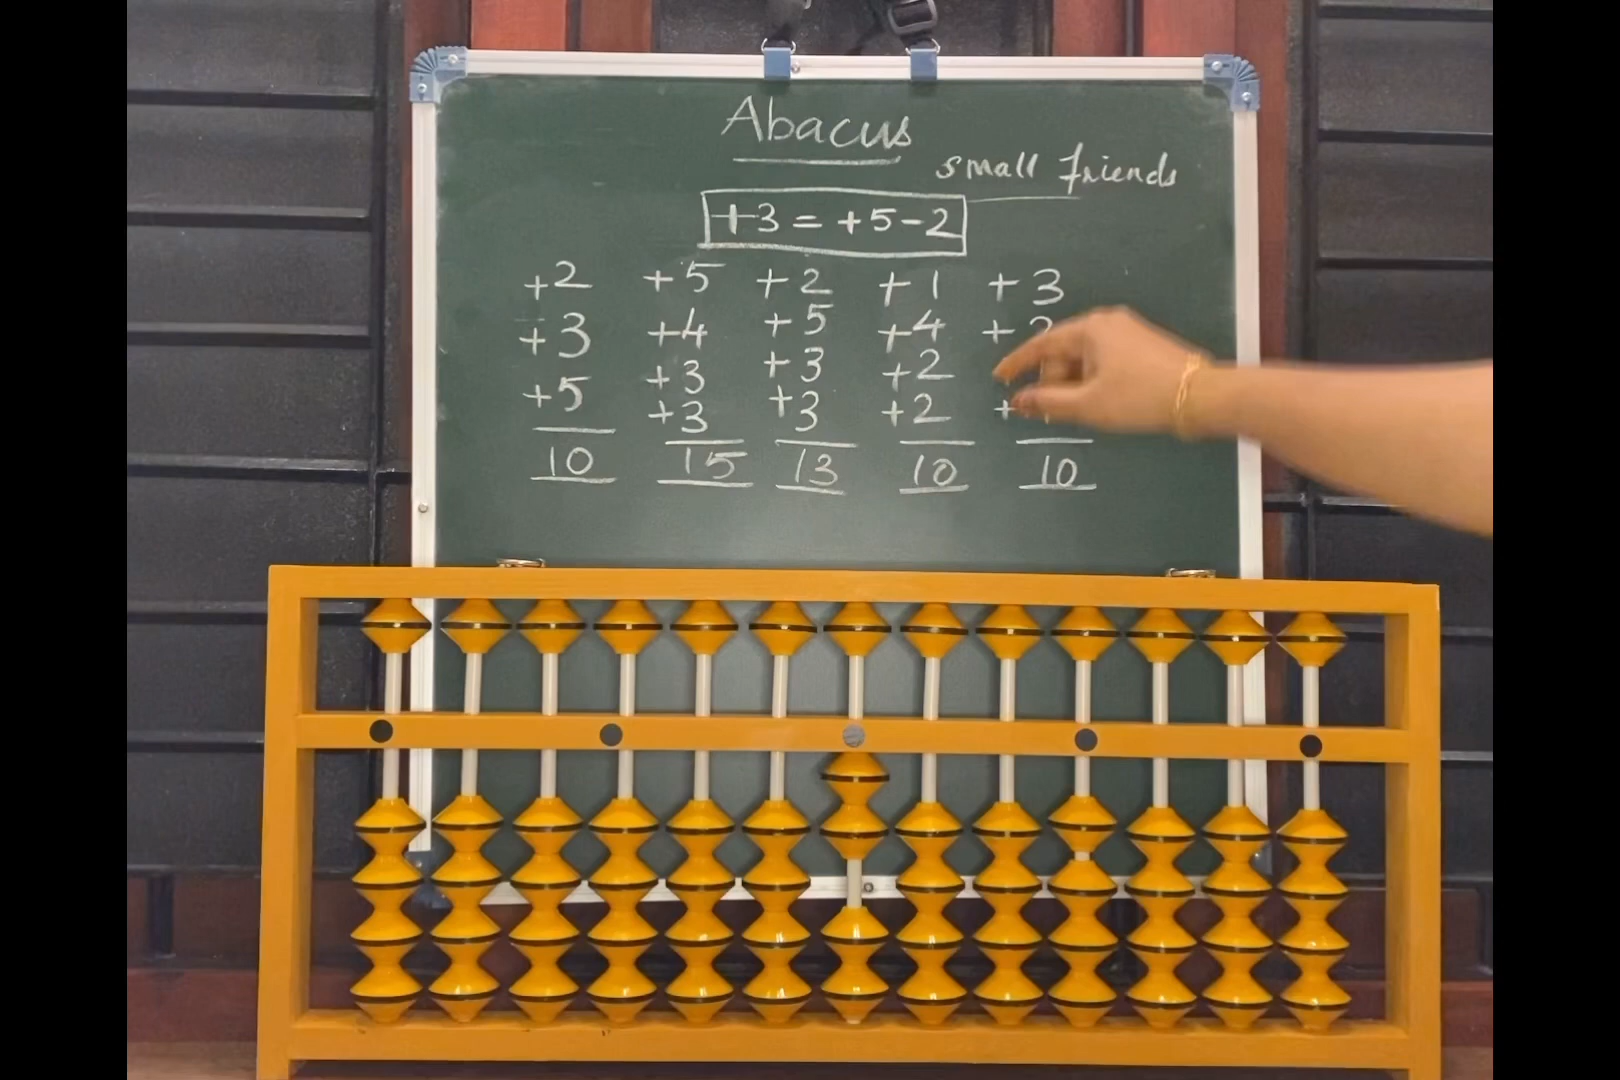 Abacus
small friends
+3 = +5-2
+2 +5 +2 +1 +3
+3 +4 +5 +4 +
+5 +3 +3 +2
+3 +3 +2 +
10 15 13 10 10